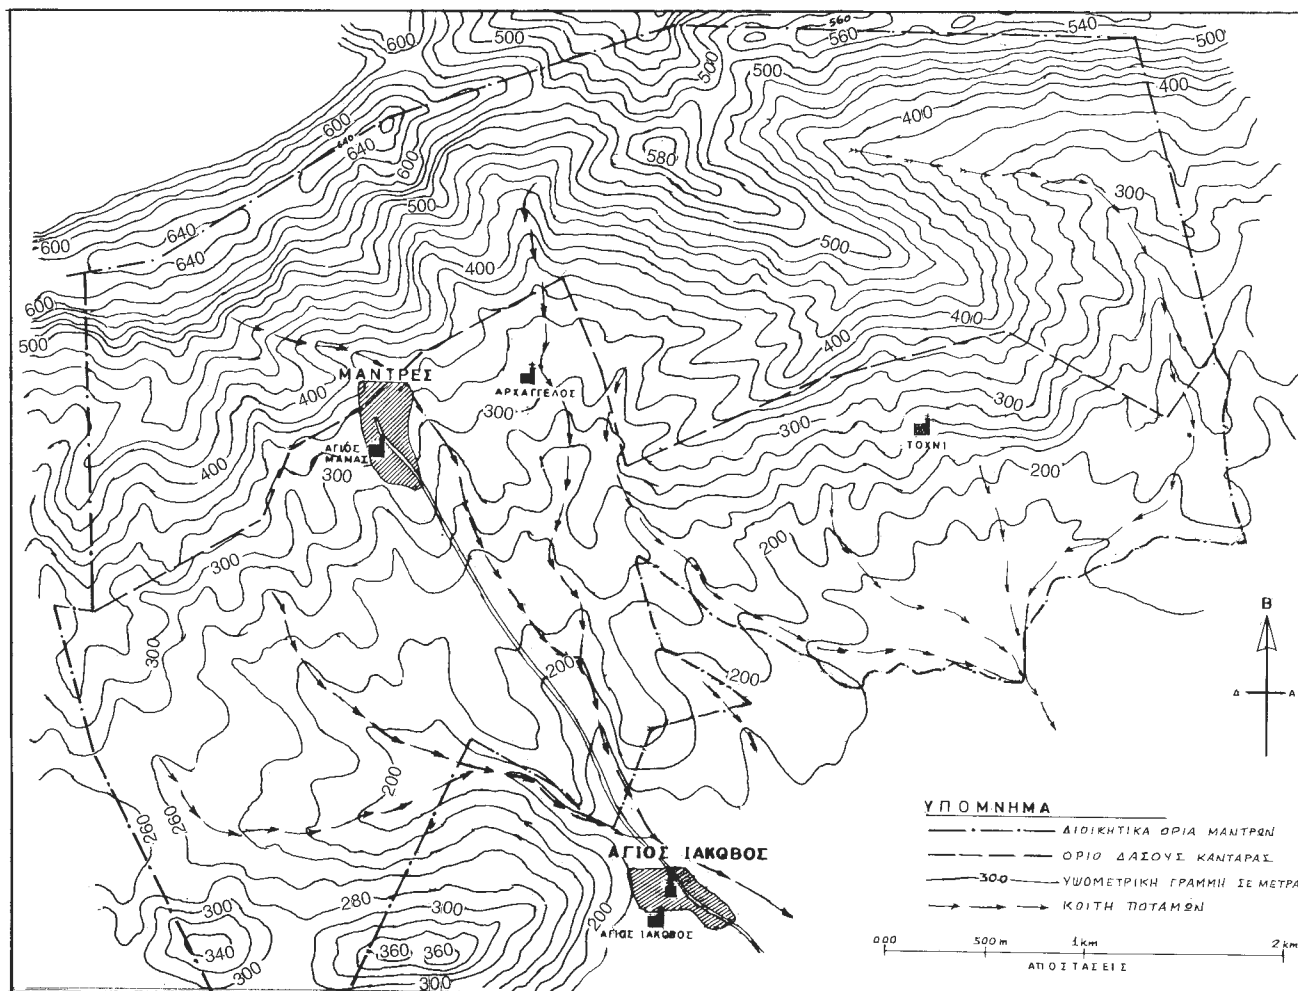 600
500
560
560
540
500
500
500
400
400
600
640
640
600
580
300
500
640
640
600
500
400
400
400
600
500
ΜΑΝΤΡΕΣ
400
ΑΡΧΑΓΓΕΛΟΣ
300
300
300
ΤΟΧΝΙ
ΑΓΙΟΣ
ΜΑΜΑΣ
300
400
200
200
300
300
200
200
200
260
260
ΑΓΙΟΣ ΙΑΚΩΒΟΣ
280
300
300
200
ΑΓΙΟΣ ΙΑΚΩΒΟΣ
340
360
360
300
300
Β
Δ
Α
ΥΠΟΜΝΗΜΑ
ΔΙΟΙΚΗΤΙΚΑ ΟΡΙΑ ΜΑΝΤΡΩΝ
ΟΡΙΟ ΔΑΣΟΥΣ ΚΑΝΤΑΡΑΣ
300 ΥΨΟΜΕΤΡΙΚΗ ΓΡΑΜΜΗ ΣΕ ΜΕΤΡΑ
ΚΟΙΤΗ ΠΟΤΑΜΩΝ
000 500m 1km 2km
ΑΠΟΣΤΑΣΕΙΣ